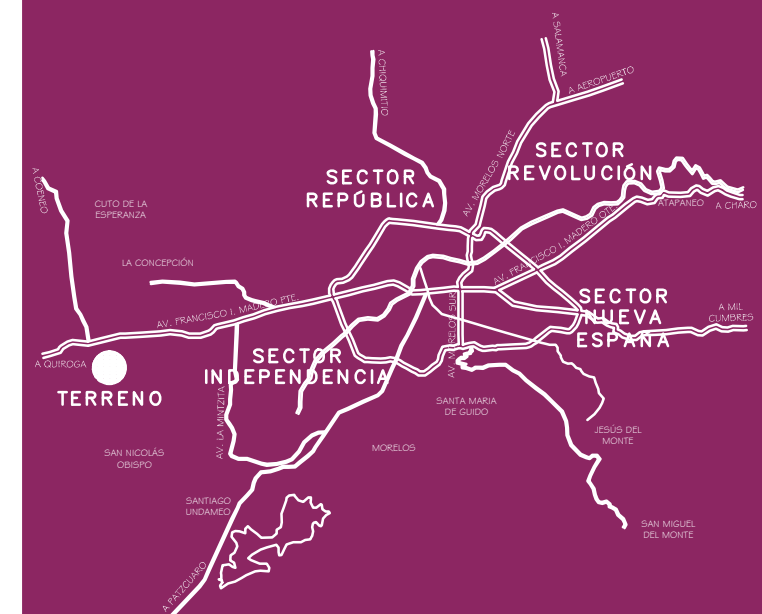 A SALAMANCA
A AEROPUERTO
A CHIQUIMITIO
AV. MORELOS NORTE
SECTOR
REVOLUCIÓN
SECTOR
REPÚBLICA
A COENEO
CUTO DE LA
ESPERANZA
ATAPANEO
A CHARO
AV. FRANCISCO I. MADERO OTE.
LA CONCEPCIÓN
AV. FRANCISCO I. MADERO PTE.
AV. MORELOS SUR
SECTOR
NUEVA
ESPAÑA
A MIL
CUMBRES
A QUIROGA
TERRENO
SECTOR
INDEPENDENCIA
AV. LA MINTZITA
SANTA MARIA
DE GUIDO
JESÚS DEL
MONTE
MORELOS
SAN NICOLÁS
OBISPO
SANTIAGO
UNDAMEO
SAN MIGUEL
DEL MONTE
A PATZCUARO